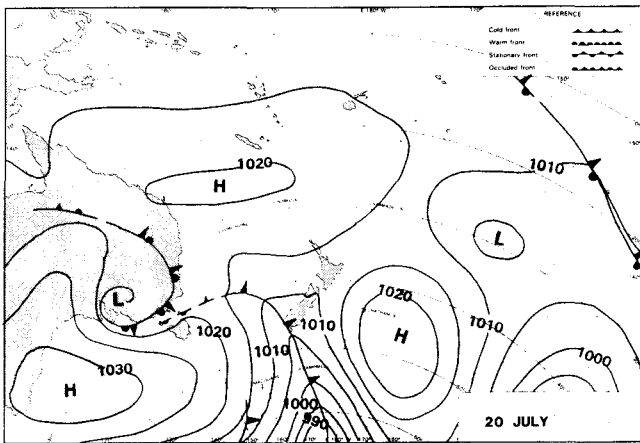 REFERENCE
Cold front
Warm front
Stationary front
Occluded front
1020
H
1010
L
L
1020
1010
1020
H
1010
1030
H
1010
1000
1000
990
20 JULY